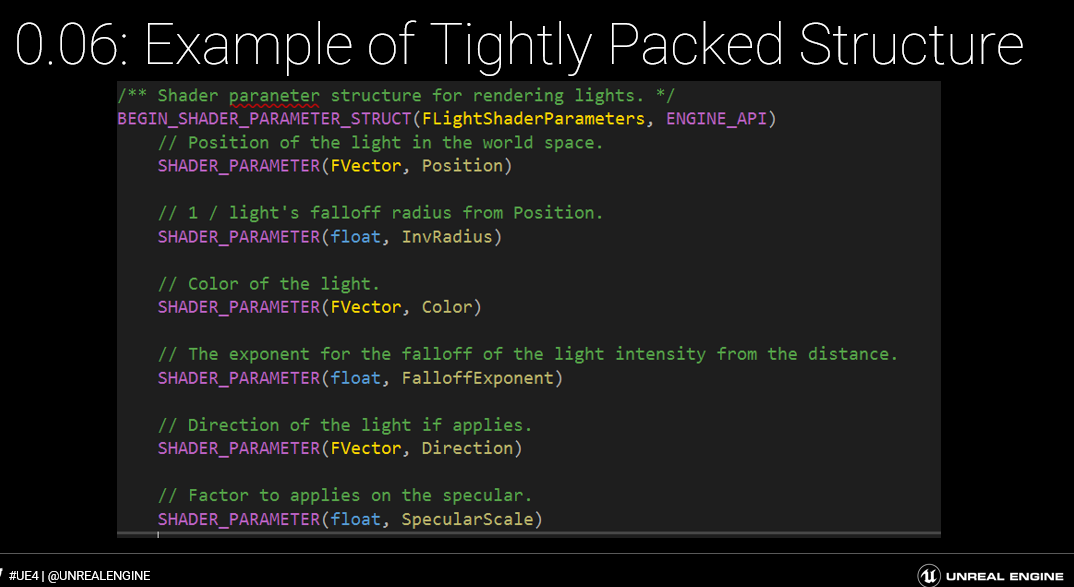 0.06: Example of Tightly Packed Structure
/** Shader paraneter structure for rendering lights. */
BEGIN_SHADER_PARAMETER_STRUCT(FLightShaderParameters, ENGINE_API)
// Position of the light in the world space.
SHADER_PARAMETER(FVector, Position)
// 1 / light's falloff radius from Position.
SHADER_PARAMETER(float, InvRadius)
// Color of the light.
SHADER_PARAMETER(FVector, Color)
// The exponent for the falloff of the light intensity from the distance.
SHADER_PARAMETER(float, FalloffExponent)
// Direction of the light if applies.
SHADER_PARAMETER(FVector, Direction)
// Factor to applies on the specular.
SHADER_PARAMETER(float, SpecularScale)
#UE4 | @UNREALENGINE
UNREAL ENGINE